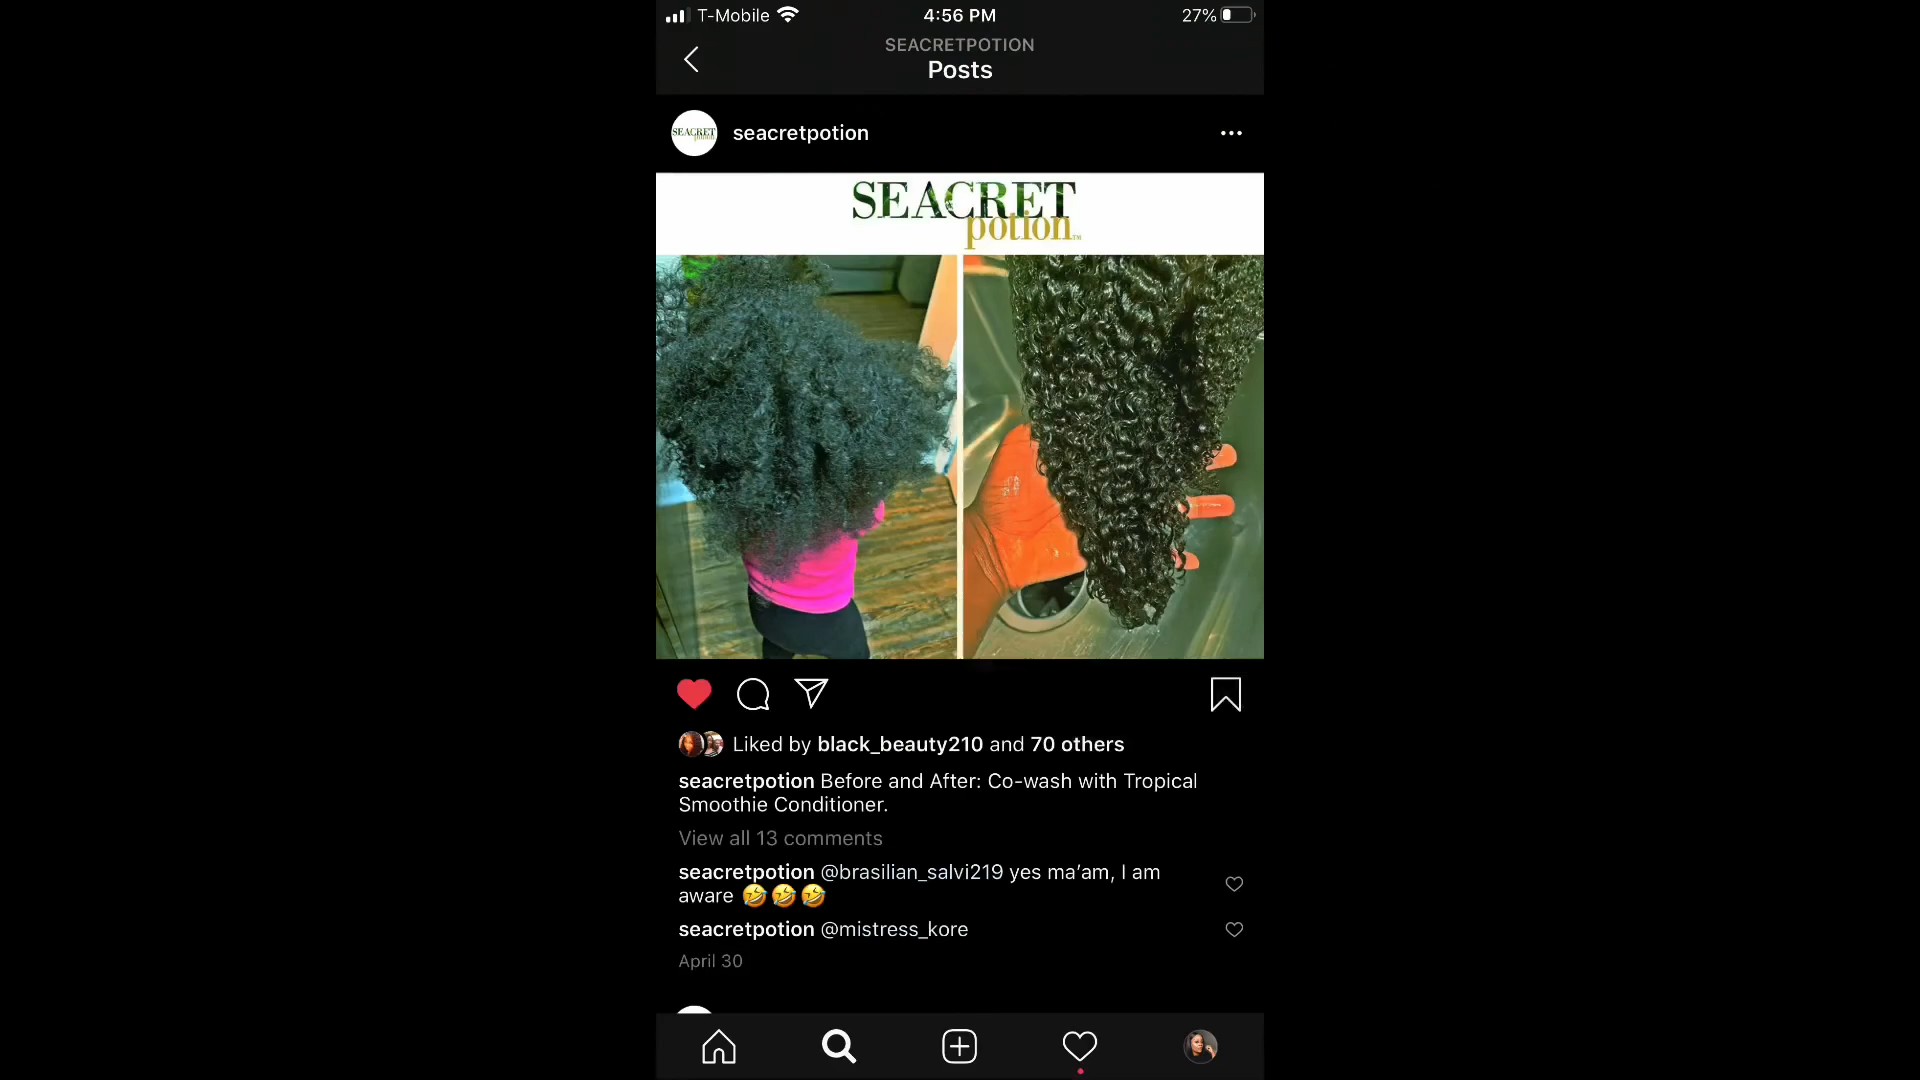 T-Mobile 4:56 PM 27%
SEACRETPOTION
Posts
SEACRET potion seacretpotion
SEACRET
potion™
Liked by black_beauty210 and 70 others
seacretpotion Before and After: Co-wash with Tropical
Smoothie Conditioner.
View all 13 comments
seacretpotion @brasilian_salvi219 yes ma’am, I am
aware 🤣🤣🤣
seacretpotion @mistress_kore
April 30